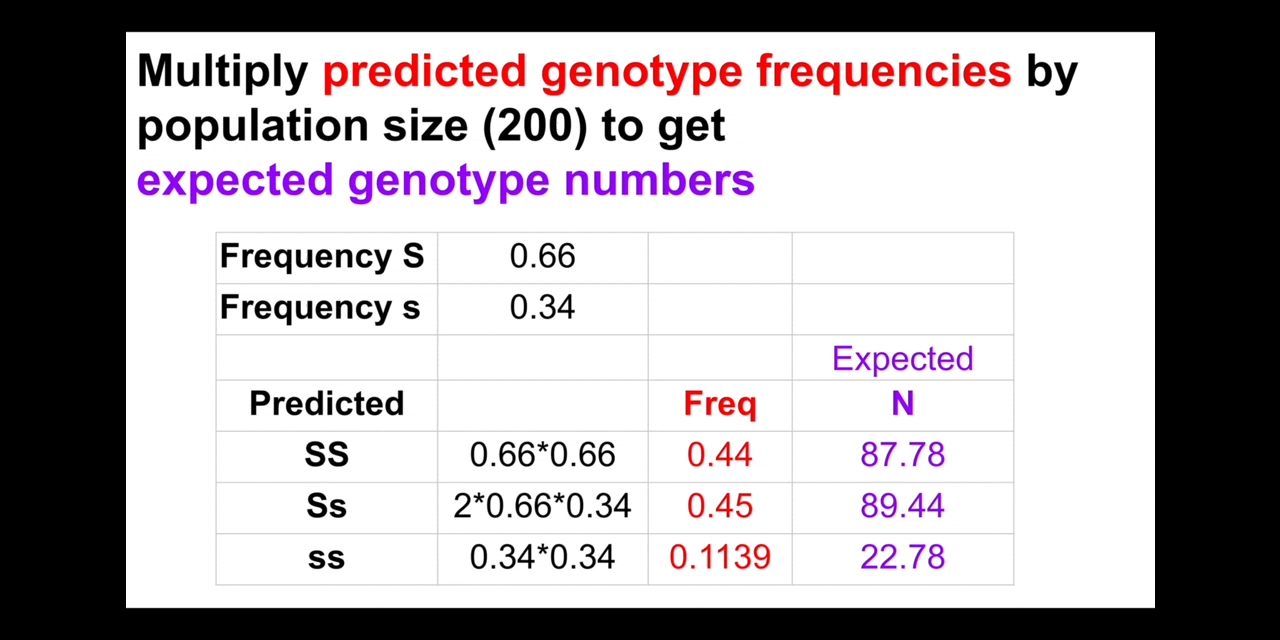 Multiply predicted genotype frequencies by
population size (200) to get
expected genotype numbers
Frequency S 0.66
Frequency s 0.34
Expected
Predicted Freq N
SS 0.66*0.66 0.44 87.78
Ss 2*0.66*0.34 0.45 89.44
ss 0.34*0.34 0.1139 22.78